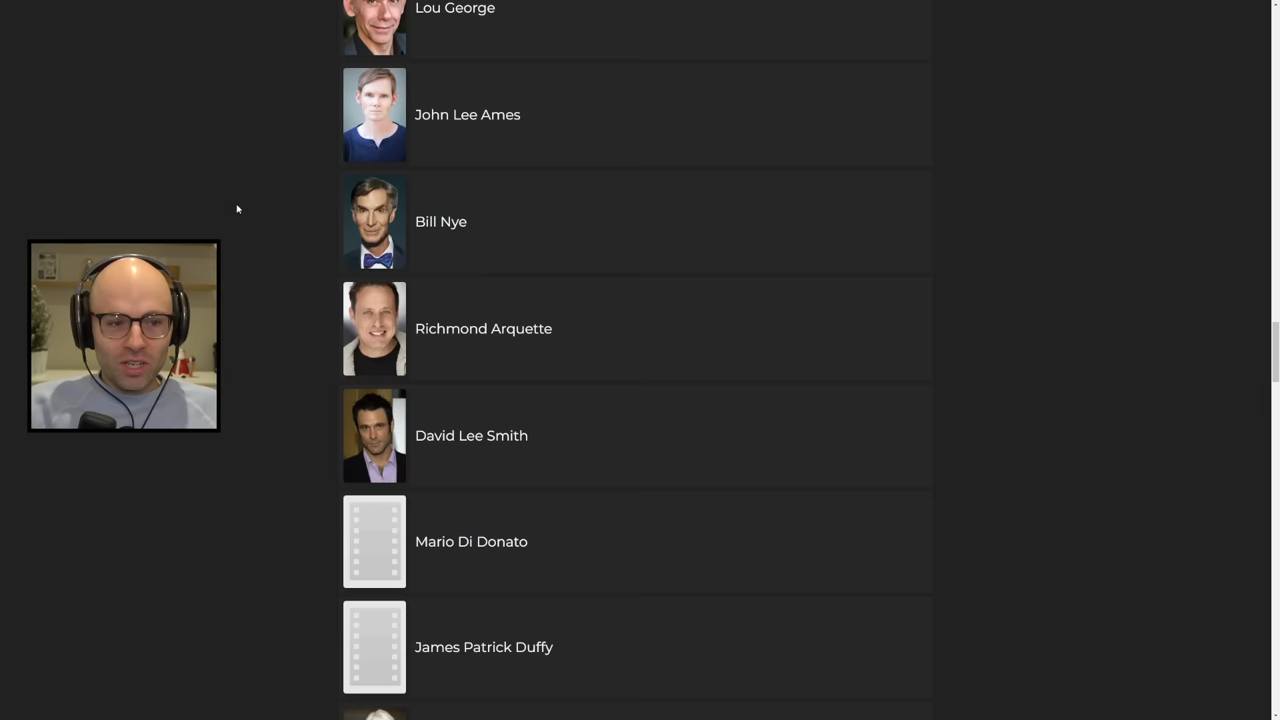 Lou George
John Lee Ames
Bill Nye
Richmond Arquette
David Lee Smith
Mario Di Donato
James Patrick Duffy